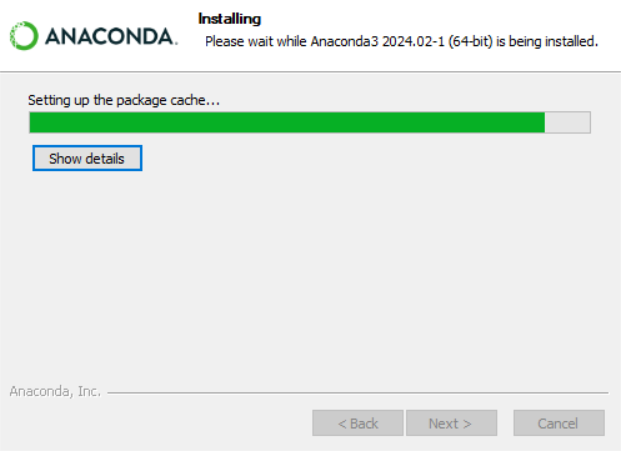 ANACONDA.
Installing
Please wait while Anaconda3 2024.02-1 (64-bit) is being installed.
Setting up the package cache...
Show details
Anaconda, Inc.
< Back
Next >
Cancel